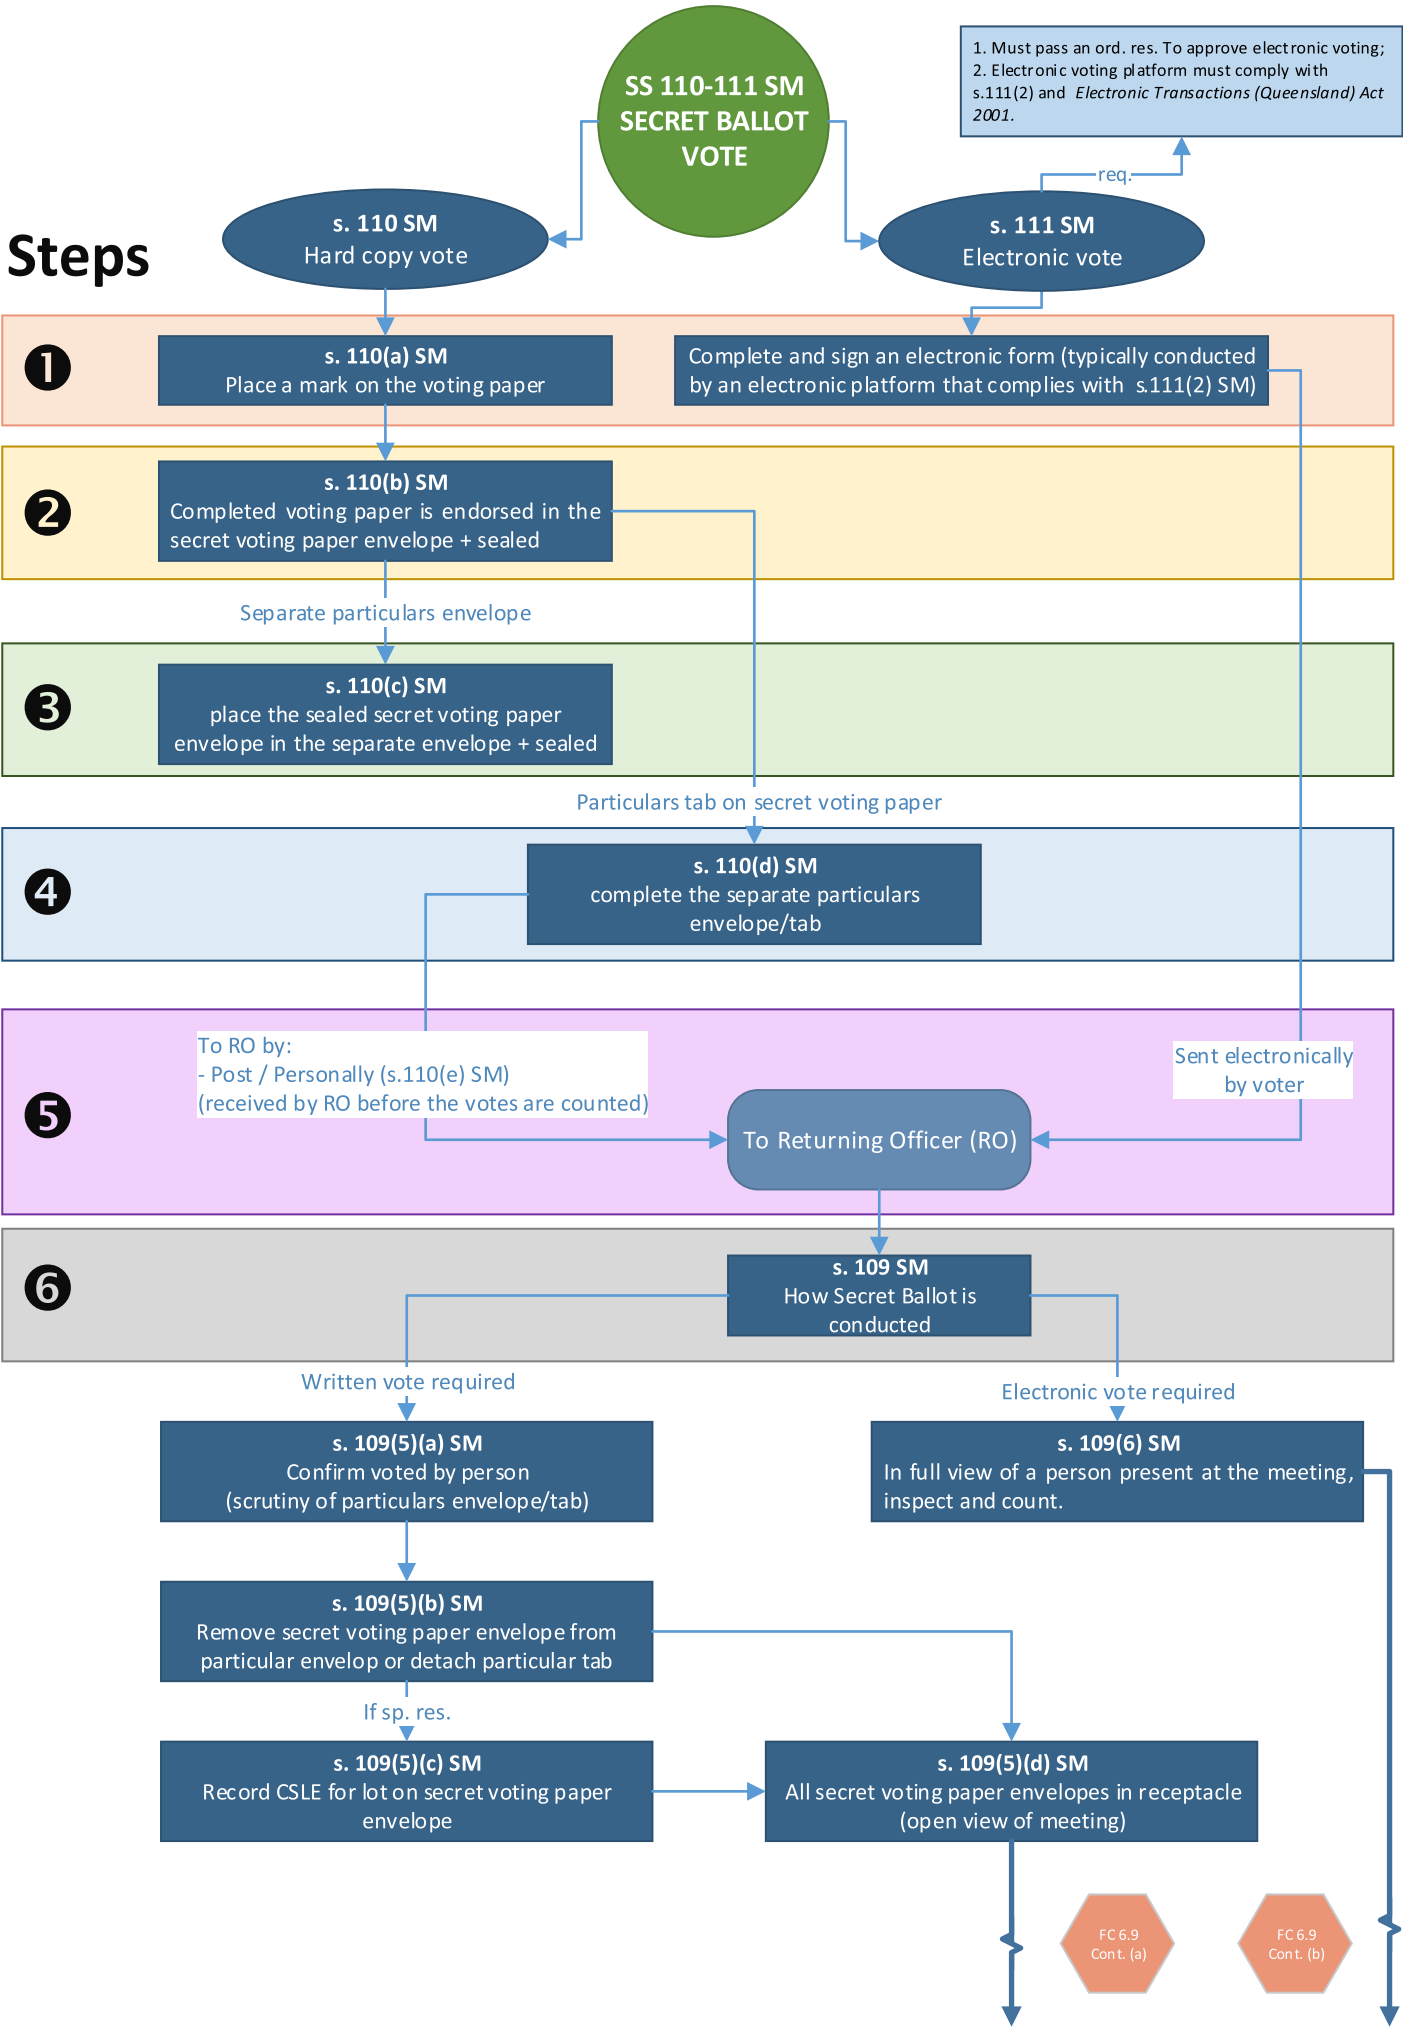 SS 110-111 SM
SECRET BALLOT
VOTE
1. Must pass an ord. res. To approve electronic voting;
2. Electronic voting platform must comply with
s.111(2) and Electronic Transactions (Queensland) Act
2001.
req.
s. 110 SM
Hard copy vote
s. 111 SM
Electronic vote
Steps
1
s. 110(a) SM
Place a mark on the voting paper
Complete and sign an electronic form (typically conducted
by an electronic platform that complies with s.111(2) SM)
2
s. 110(b) SM
Completed voting paper is endorsed in the
secret voting paper envelope + sealed
Separate particulars envelope
3
s. 110(c) SM
place the sealed secret voting paper
envelope in the separate envelope + sealed
Particulars tab on secret voting paper
4
s. 110(d) SM
complete the separate particulars
envelope/tab
5
To RO by:
- Post / Personally (s.110(e) SM)
(received by RO before the votes are counted)
Sent electronically
by voter
To Returning Officer (RO)
6
s. 109 SM
How Secret Ballot is
conducted
Written vote required
Electronic vote required
s. 109(5)(a) SM
Confirm voted by person
(scrutiny of particulars envelope/tab)
s. 109(6) SM
In full view of a person present at the meeting,
inspect and count.
s. 109(5)(b) SM
Remove secret voting paper envelope from
particular envelop or detach particular tab
If sp. res.
s. 109(5)(c) SM
Record CSLE for lot on secret voting paper
envelope
s. 109(5)(d) SM
All secret voting paper envelopes in receptacle
(open view of meeting)
FC 6.9
Cont. (a)
FC 6.9
Cont. (b)